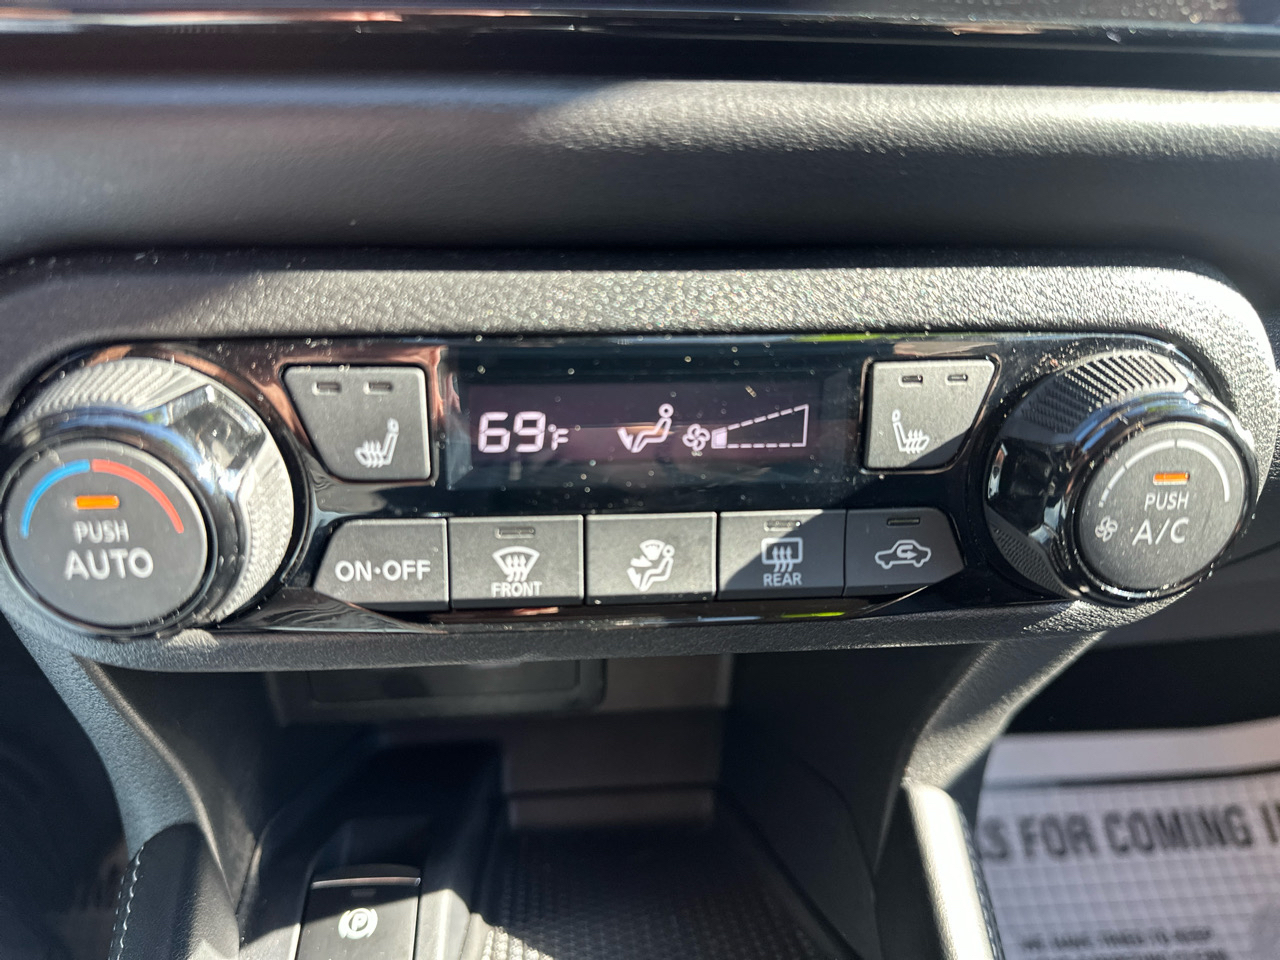 69°F
PUSH
AUTO
ON·OFF
FRONT
REAR
PUSH
A/C
P
S FOR COMING I